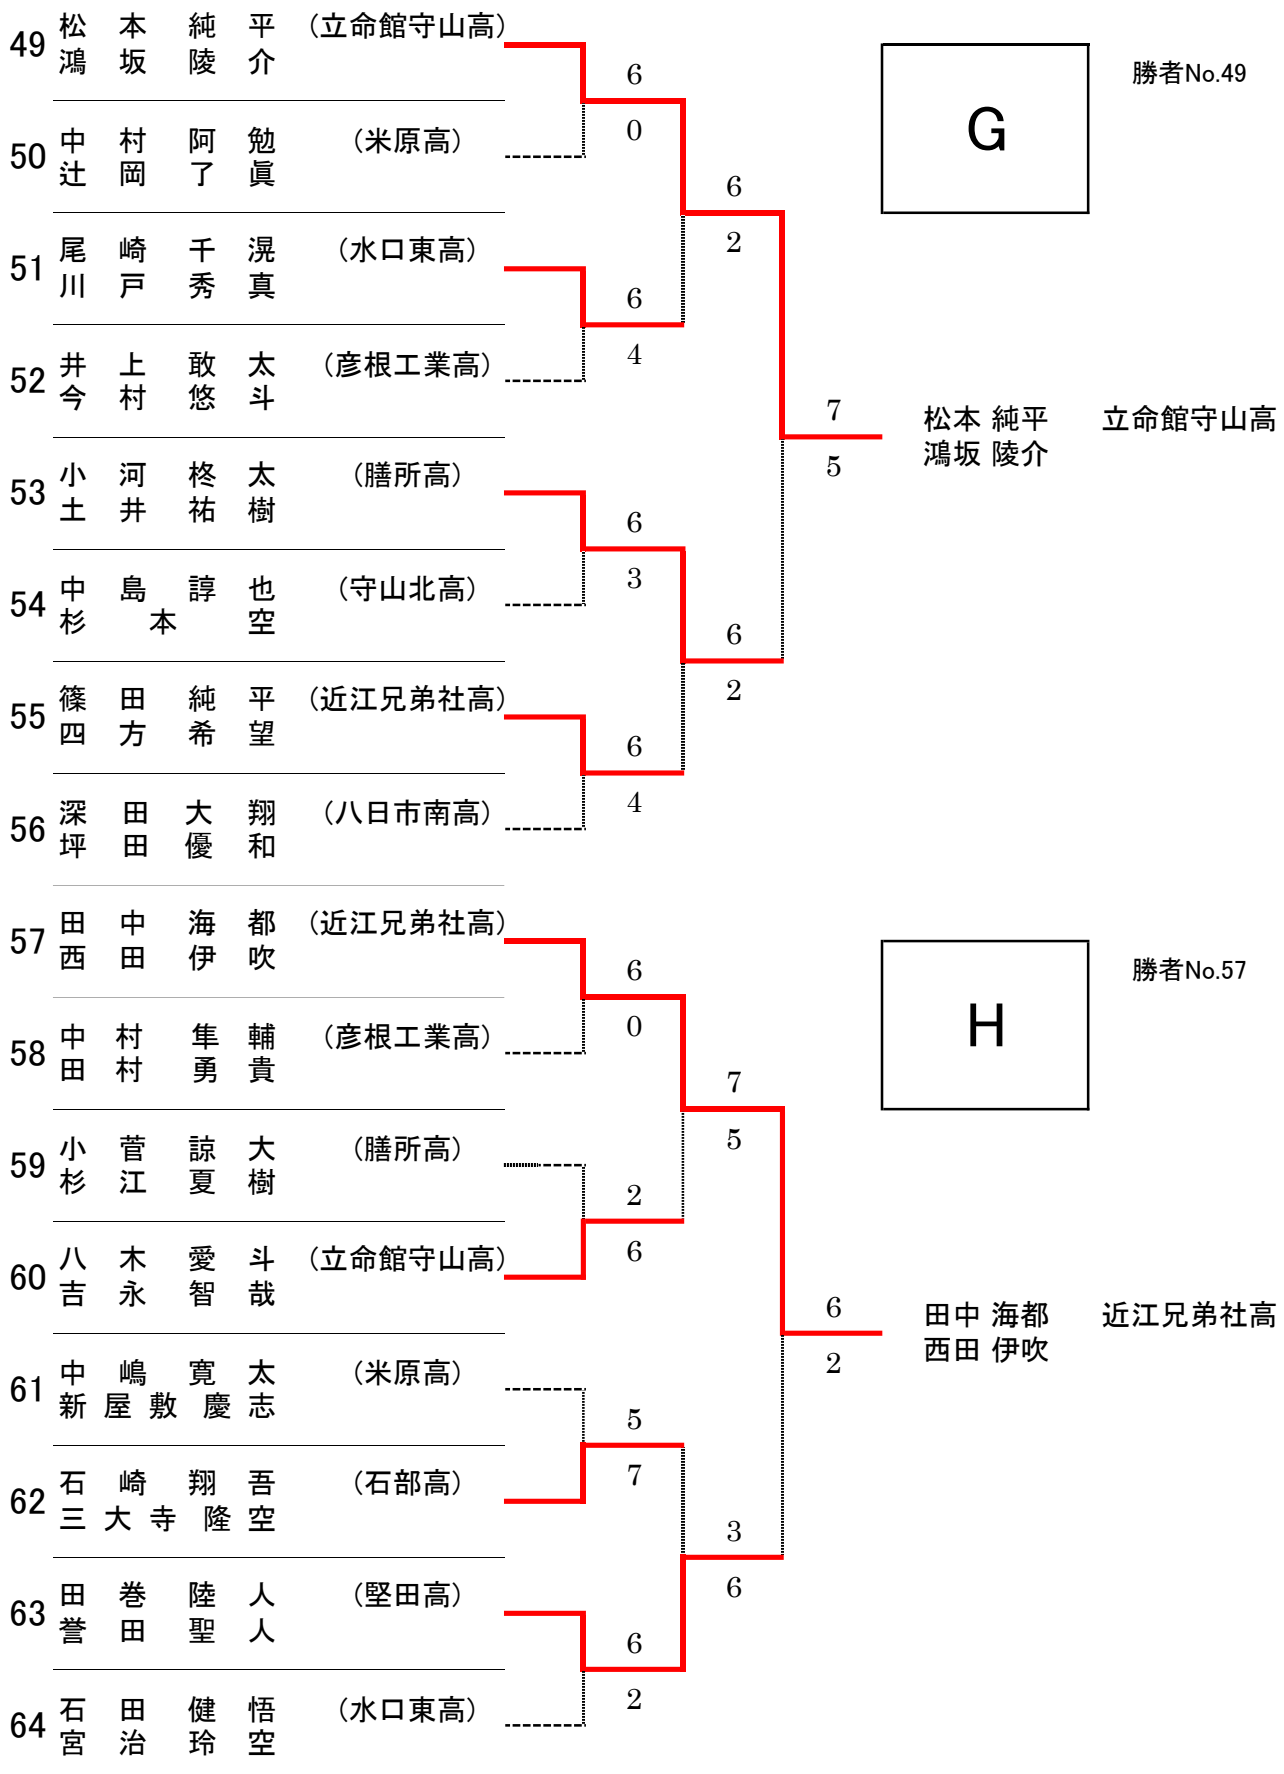 49 松本純平 (立命館守山高)
鴻坂陵介
6
0
50 中村阿勉 (米原高)
辻岡了眞
6
2
51 尾崎千滉 (水口東高)
川戸秀真
6
4
52 井上敢太 (彦根工業高)
今村悠斗
G
勝者No.49
7
5
松本 純平 立命館守山高
鴻坂 陵介
53 小河柊太 (膳所高)
土井祐樹
6
3
54 中島諄也 (守山北高)
杉本空
6
2
55 篠田純平 (近江兄弟社高)
四方希望
6
4
56 深田大翔 (八日市南高)
坪田優和
57 田中海都 (近江兄弟社高)
西田伊吹
6
0
58 中村隼輔 (彦根工業高)
田村勇貴
7
5
59 小菅諒大 (膳所高)
杉江夏樹
2
6
60 八木愛斗 (立命館守山高)
吉永智哉
H
勝者No.57
6
2
田中 海都 近江兄弟社高
西田 伊吹
61 中嶋寛太 (米原高)
新屋敷慶志
5
7
62 石崎翔吾 (石部高)
三大寺隆空
3
6
63 田巻陸人 (堅田高)
誉田聖人
6
2
64 石田健悟 (水口東高)
宮治玲空